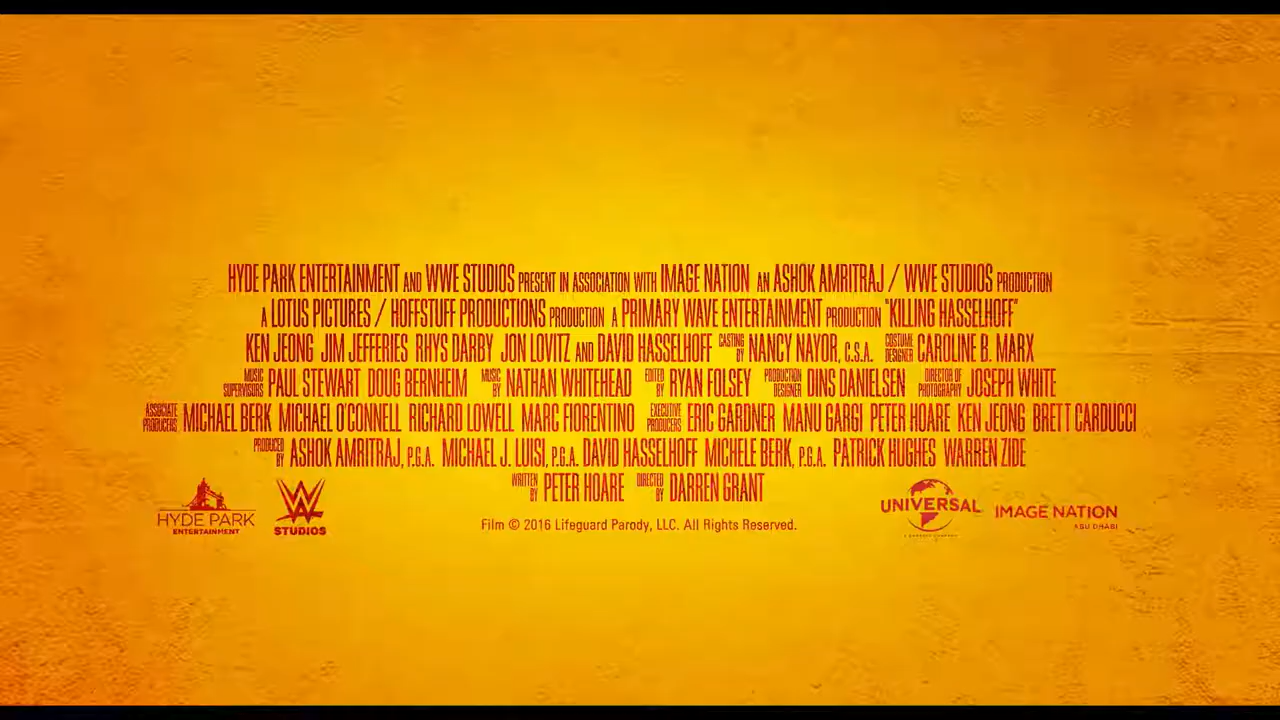 HYDE PARK ENTERTAINMENT AND WWE STUDIOS PRESENT IN ASSOCIATION WITH IMAGE NATION AN ASHOK AMRITRAJ / WWE STUDIOS PRODUCTION
A LOTUS PICTURES / HOFFSTUFF PRODUCTIONS PRODUCTION A PRIMARY WAVE ENTERTAINMENT PRODUCTION "KILLING HASSELHOFF"
KEN JEONG JIM JEFFERIES RHYS DARBY JON LOVITZ AND DAVID HASSELHOFF CASTING BY NANCY NAYOR, C.S.A. COSTUME DESIGNER CAROLINE B. MARX
MUSIC SUPERVISORS PAUL STEWART DOUG BERNHEIM MUSIC BY NATHAN WHITEHEAD EDITED BY RYAN FOLSEY PRODUCTION DESIGNER DINS DANIELSEN DIRECTOR OF PHOTOGRAPHY JOSEPH WHITE
ASSOCIATE PRODUCERS MICHAEL BERK MICHAEL O'CONNELL RICHARD LOWELL MARC FIORENTINO EXECUTIVE PRODUCERS ERIC GARDNER MANU GARGI PETER HOARE KEN JEONG BRETT CARDUCCI
PRODUCED BY ASHOK AMRITRAJ, P.G.A. MICHAEL J. LUISI, P.G.A. DAVID HASSELHOFF MICHELE BERK, P.G.A. PATRICK HUGHES WARREN ZIDE
WRITTEN BY PETER HOARE DIRECTED BY DARREN GRANT
HYDE PARK
ENTERTAINMENT
W
STUDIOS
Film © 2016 Lifeguard Parody, LLC. All Rights Reserved.
UNIVERSAL
IMAGE NATION
ABU DHABI